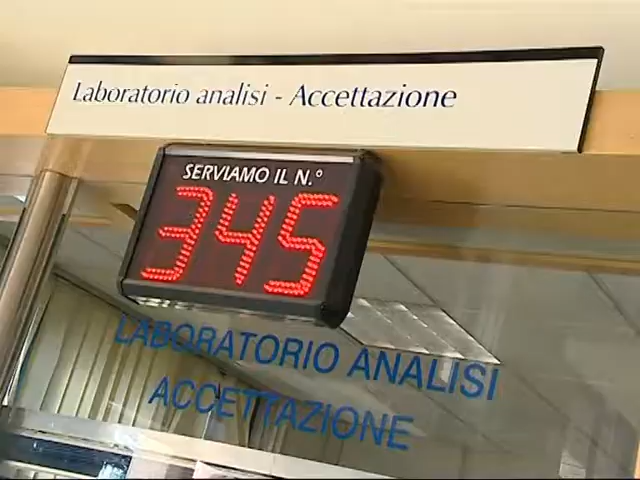 Laboratorio analisi - Accettazione
SERVIAMO IL N.°
345
LABORATORIO ANALISI
ACCETTAZIONE